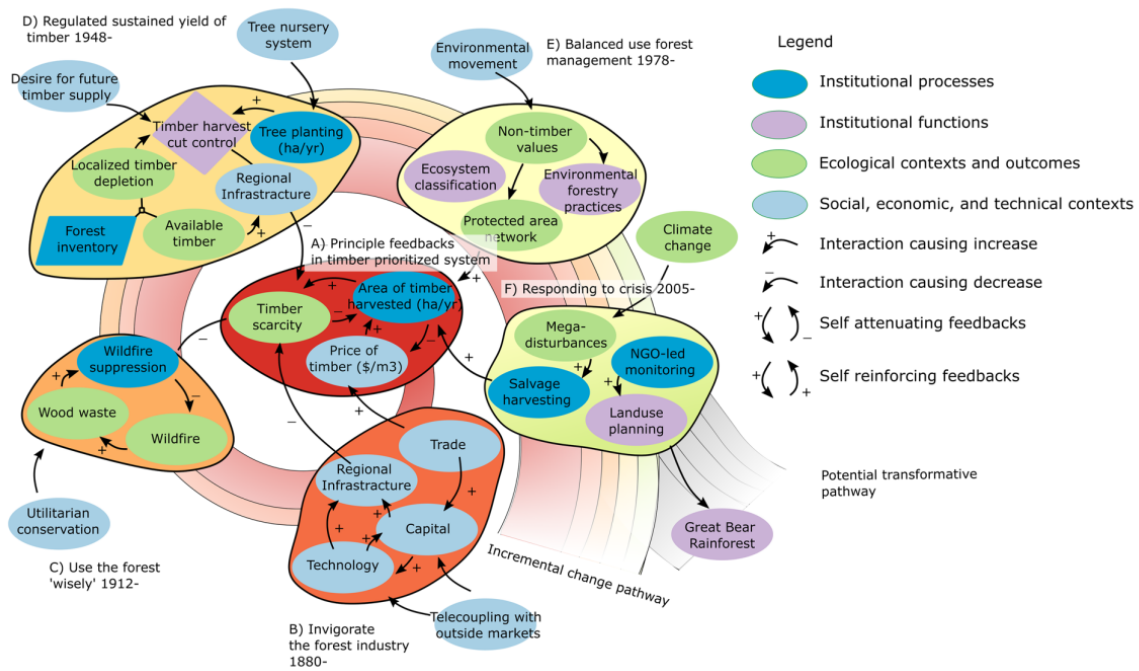 D) Regulated sustained yield of
timber 1948-
Tree nursery
system
Desire for future
timber supply
Timber harvest
cut control
+
Tree planting
(ha/yr)
Localized timber
depletion
Regional
Infrastructure
Forest
inventory
Available
timber
+
−
Environmental
movement
E) Balanced use forest
management 1978-
Non-timber
values
Ecosystem
classification
Environmental
forestry
practices
Protected area
network
+
Climate
change
A) Principle feedbacks
in timber prioritized system
Timber
scarcity
+
−
Area of timber
harvested (ha/yr)
+
−
Price of
timber ($/m3)
−
−
+
+
F) Responding to crisis 2005-
Mega-
disturbances
NGO-led
monitoring
+
+
Salvage
harvesting
Landuse
planning
Wildfire
suppression
+
−
Wood waste
Wildfire
+
Utilitarian
conservation
C) Use the forest
'wisely' 1912-
Trade
Regional
Infrastructure
+
+
Capital
+
+
Technology
+
Telecoupling with
outside markets
B) Invigorate
the forest industry
1880-
Incremental change pathway
Great Bear
Rainforest
Potential transformative
pathway
Legend
Institutional processes
Institutional functions
Ecological contexts and outcomes
Social, economic, and technical contexts
+
Interaction causing increase
−
Interaction causing decrease
+ −
Self attenuating feedbacks
+ +
Self reinforcing feedbacks